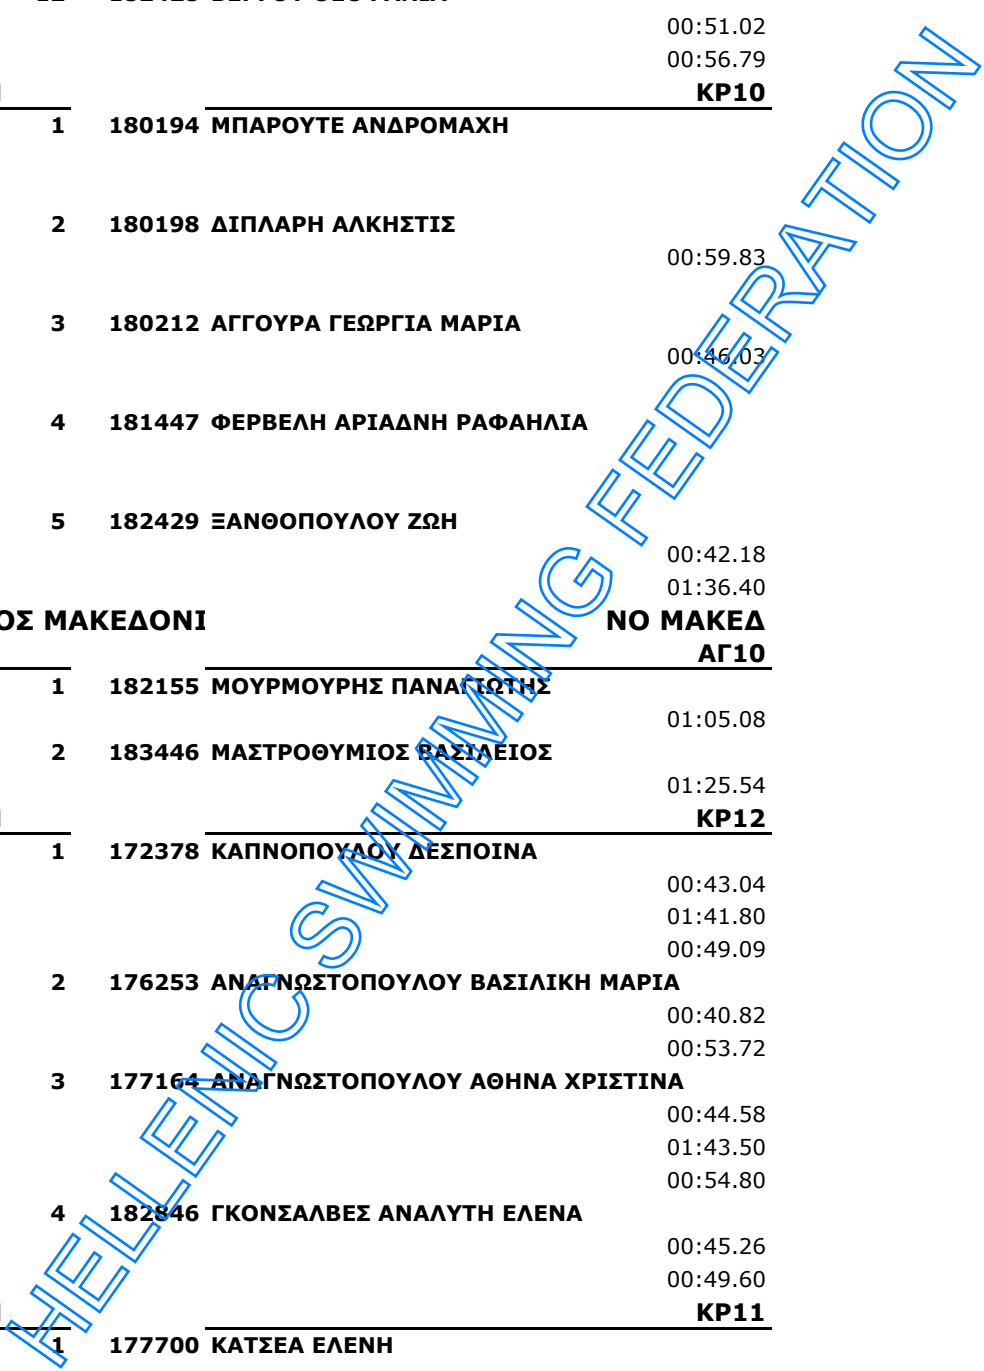 00:51.02
00:56.79
ΚΡ10
1 180194 ΜΠΑΡΟΥΤΕ ΑΝΔΡΟΜΑΧΗ
2 180198 ΔΙΠΛΑΡΗ ΑΛΚΗΣΤΙΣ
00:59.83
3 180212 ΑΓΓΟΥΡΑ ΓΕΩΡΓΙΑ ΜΑΡΙΑ
00:46.03
4 181447 ΦΕΡΒΕΛΗ ΑΡΙΑΔΝΗ ΡΑΦΑΗΛΙΑ
5 182429 ΞΑΝΘΟΠΟΥΛΟΥ ΖΩΗ
00:42.18
01:36.40
ΟΣ ΜΑΚΕΔΟΝΙ ΝΟ ΜΑΚΕΔ
ΑΓ10
1 182155 ΜΟΥΡΜΟΥΡΗΣ ΠΑΝΑΓΙΩΤΗΣ
01:05.08
2 183446 ΜΑΣΤΡΟΘΥΜΙΟΣ ΒΑΣΙΛΕΙΟΣ
01:25.54
ΚΡ12
1 172378 ΚΑΠΝΟΠΟΥΛΟΥ ΔΕΣΠΟΙΝΑ
00:43.04
01:41.80
00:49.09
2 176253 ΑΝΑΓΝΩΣΤΟΠΟΥΛΟΥ ΒΑΣΙΛΙΚΗ ΜΑΡΙΑ
00:40.82
00:53.72
3 177164 ΑΝΑΓΝΩΣΤΟΠΟΥΛΟΥ ΑΘΗΝΑ ΧΡΙΣΤΙΝΑ
00:44.58
01:43.50
00:54.80
4 182846 ΓΚΟΝΣΑΛΒΕΣ ΑΝΑΛΥΤΗ ΕΛΕΝΑ
00:45.26
00:49.60
ΚΡ11
1 177700 ΚΑΤΣΕΑ ΕΛΕΝΗ
HELLENIC SWIMMING FEDERATION